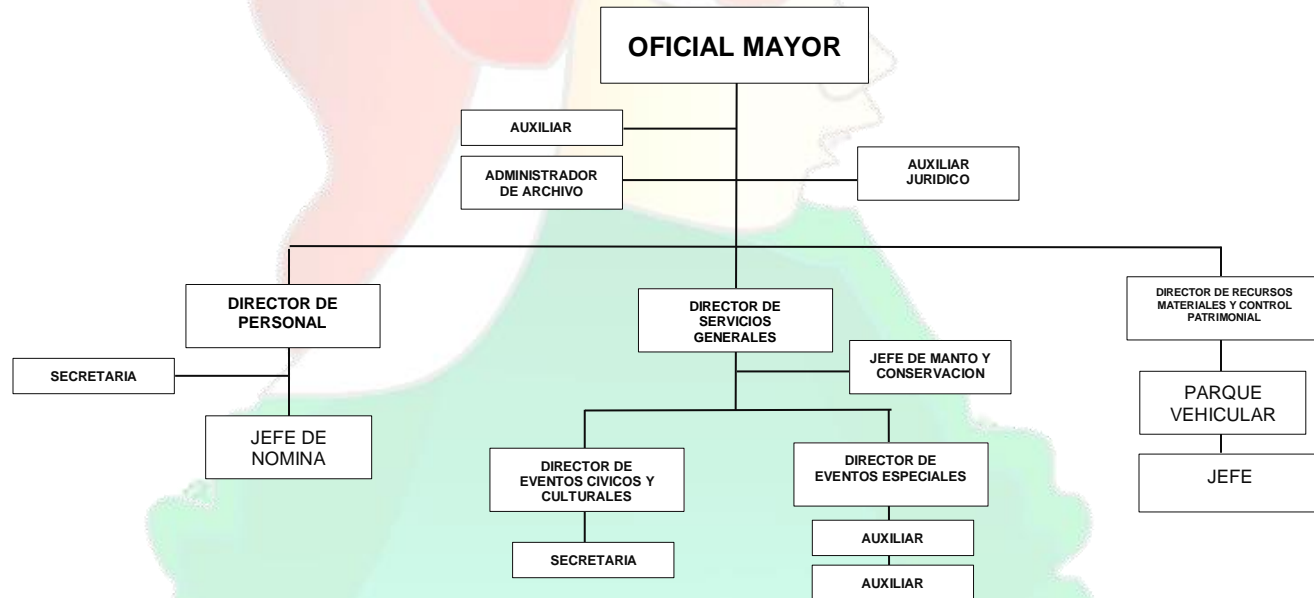 OFICIAL MAYOR
AUXILIAR
ADMINISTRADOR
DE ARCHIVO
AUXILIAR
JURIDICO
DIRECTOR DE
PERSONAL
SECRETARIA
JEFE DE
NOMINA
DIRECTOR DE
SERVICIOS
GENERALES
JEFE DE MANTO Y
CONSERVACION
DIRECTOR DE
EVENTOS CIVICOS Y
CULTURALES
SECRETARIA
DIRECTOR DE
EVENTOS ESPECIALES
AUXILIAR
AUXILIAR
DIRECTOR DE RECURSOS
MATERIALES Y CONTROL
PATRIMONIAL
PARQUE
VEHICULAR
JEFE